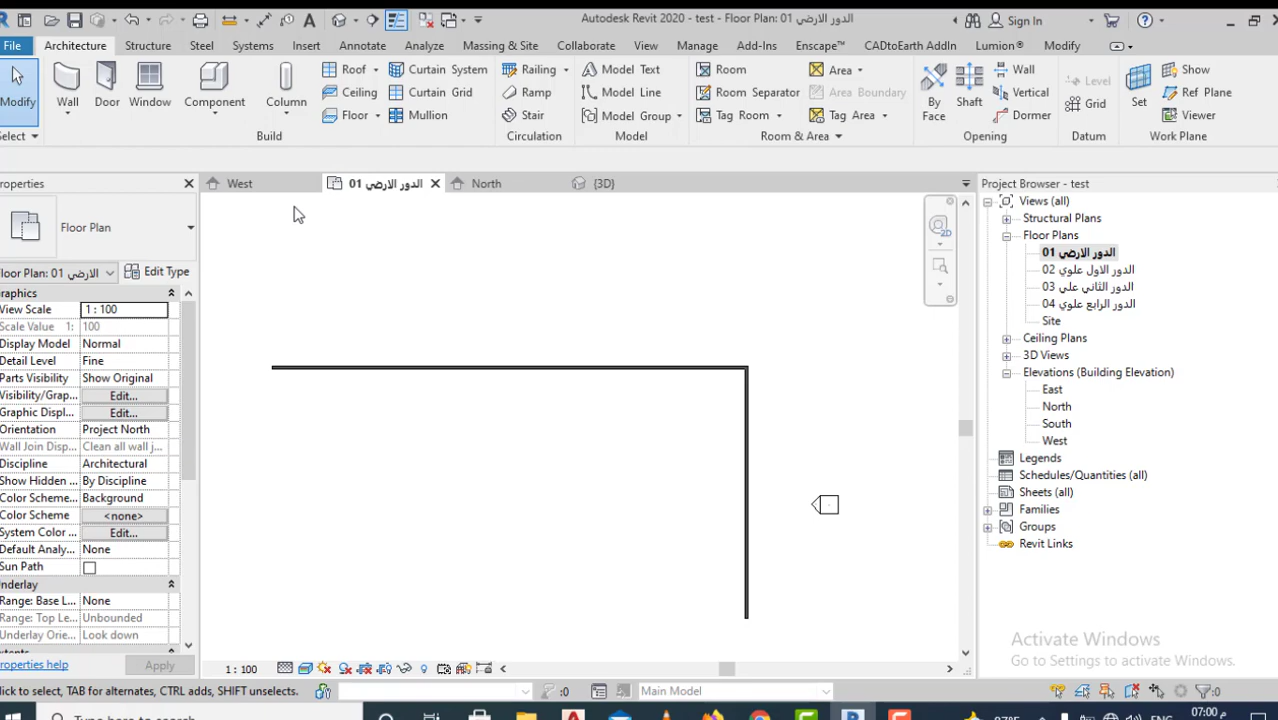 Autodesk Revit 2020 - test - Floor Plan: 01 الدور الارضي
Sign In
File Architecture Structure Steel Systems Insert Annotate Analyze Massing & Site Collaborate View Manage Add-Ins Enscape™ CADtoEarth AddIn Lumion® Modify
Modify
Wall
Door
Window
Component
Column
Roof
Ceiling
Floor
Curtain System
Curtain Grid
Mullion
Railing
Ramp
Stair
Model Text
Model Line
Model Group
Room
Room Separator
Tag Room
Area
Area Boundary
Tag Area
By Face
Shaft
Wall
Vertical
Dormer
Level
Grid
Set
Show
Ref Plane
Viewer
Select
Build
Circulation
Model
Room & Area
Opening
Datum
Work Plane
Properties
West
01 الدور الارضي
North
{3D}
Project Browser - test
Floor Plan
Floor Plan: 01 الارضي
Edit Type
Graphics
View Scale 1 : 100
Scale Value 1: 100
Display Model Normal
Detail Level Fine
Parts Visibility Show Original
Visibility/Grap... Edit...
Graphic Displ... Edit...
Orientation Project North
Wall Join Disp... Clean all wall j...
Discipline Architectural
Show Hidden ... By Discipline
Color Schem... Background
Color Scheme <none>
System Color ... Edit...
Default Analy... None
Sun Path
Underlay
Range: Base L... None
Range: Top Le... Unbounded
Underlay Orie... Look down
Properties help
Apply
2D
Views (all)
Structural Plans
Floor Plans
01 الدور الارضي
02 الدور الاول علوي
03 الدور الثاني علي
04 الدور الرابع علوي
Site
Ceiling Plans
3D Views
Elevations (Building Elevation)
East
North
South
West
Legends
Schedules/Quantities (all)
Sheets (all)
Families
Groups
Revit Links
Activate Windows
Go to Settings to activate Windows.
1 : 100
Click to select, TAB for alternates, CTRL adds, SHIFT unselects.
:0
Main Model
:0
Type here to search
ENG
07:00 م